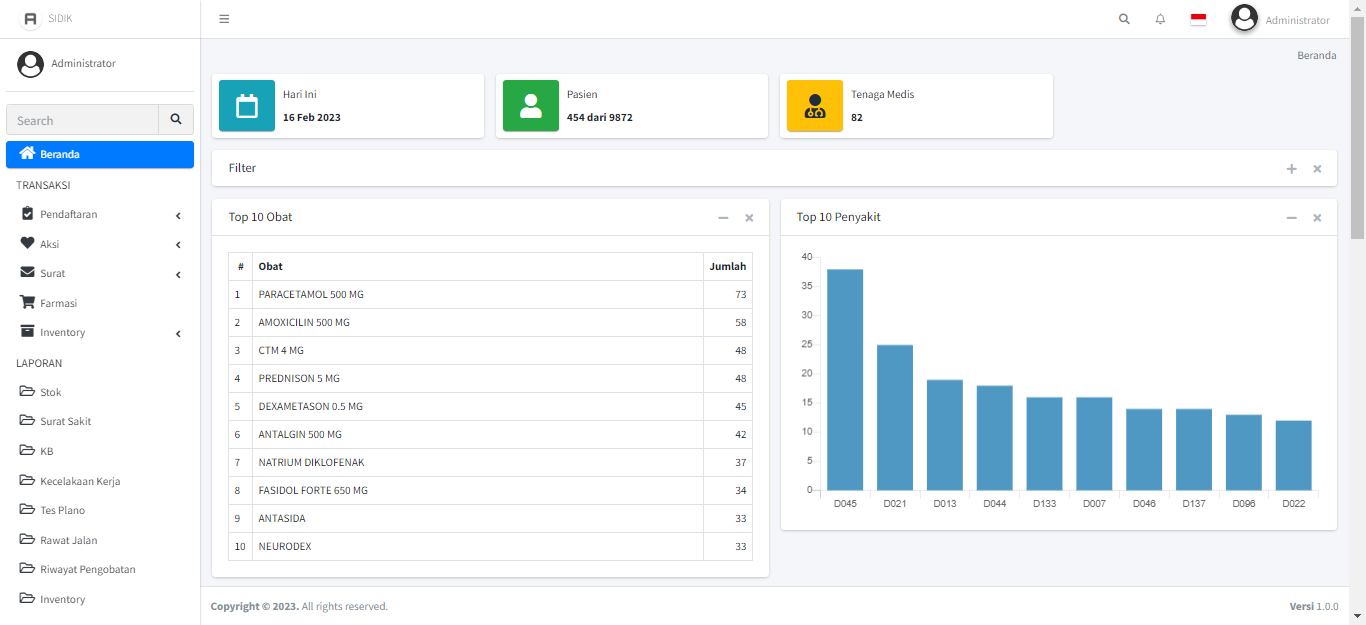 SIDIK
Administrator
Administrator
Search
Beranda
TRANSAKSI
Pendaftaran
Aksi
Surat
Farmasi
Inventory
LAPORAN
Stok
Surat Sakit
KB
Kecelakaan Kerja
Tes Plano
Rawat Jalan
Riwayat Pengobatan
Inventory
Beranda
Hari Ini
16 Feb 2023
Pasien
454 dari 9872
Tenaga Medis
82
Filter
Top 10 Obat
# Obat Jumlah
1 PARACETAMOL 500 MG 73
2 AMOXICILIN 500 MG 58
3 CTM 4 MG 48
4 PREDNISON 5 MG 48
5 DEXAMETASON 0.5 MG 45
6 ANTALGIN 500 MG 42
7 NATRIUM DIKLOFENAK 37
8 FASIDOL FORTE 650 MG 34
9 ANTASIDA 33
10 NEURODEX 33
Top 10 Penyakit
40
35
30
25
20
15
10
5
0
D045 D021 D013 D044 D133 D007 D046 D137 D096 D022
Copyright © 2023. All rights reserved.
Versi 1.0.0